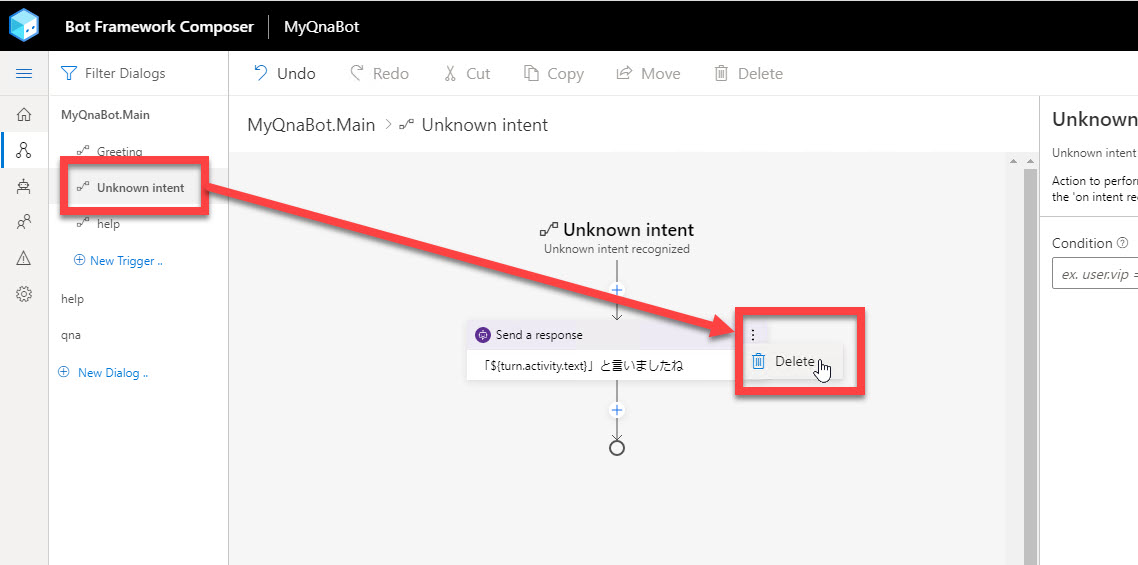 Bot Framework Composer
MyQnaBot
Filter Dialogs
Undo
Redo
Cut
Copy
Move
Delete
MyQnaBot.Main
Greeting
Unknown intent
help
New Trigger ..
help
qna
New Dialog ..
MyQnaBot.Main > Unknown intent
Unknown intent
Unknown intent recognized
Send a response
「${turn.activity.text}」と言いましたね
Delete
Unknown
Unknown intent
Action to perform
the 'on intent rec
Condition
ex. user.vip =